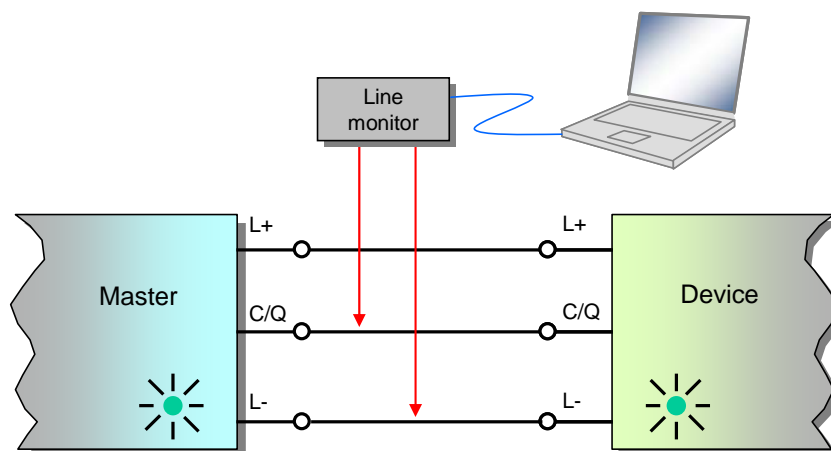 Line
monitor
L+
L+
Master
Device
C/Q
C/Q
L-
L-